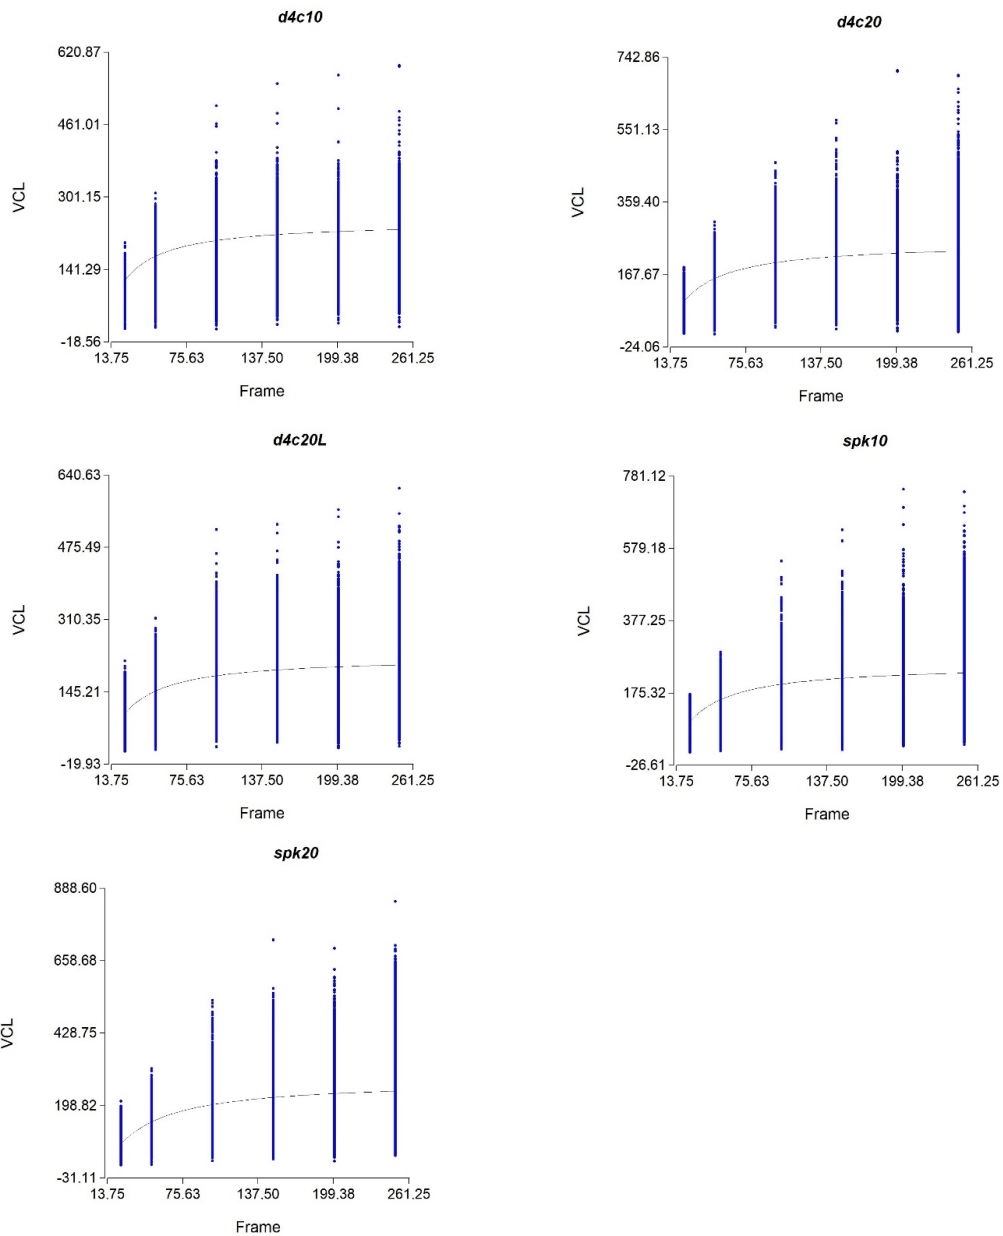 d4c10
620.87
461.01
301.15
141.29
-18.56
VCL
13.75 75.63 137.50 199.38 261.25
Frame
d4c20
742.86
551.13
359.40
167.67
-24.06
VCL
13.75 75.63 137.50 199.38 261.25
Frame
d4c20L
640.63
475.49
310.35
145.21
-19.93
VCL
13.75 75.63 137.50 199.38 261.25
Frame
spk10
781.12
579.18
377.25
175.32
-26.61
VCL
13.75 75.63 137.50 199.38 261.25
Frame
spk20
888.60
658.68
428.75
198.82
-31.11
VCL
13.75 75.63 137.50 199.38 261.25
Frame